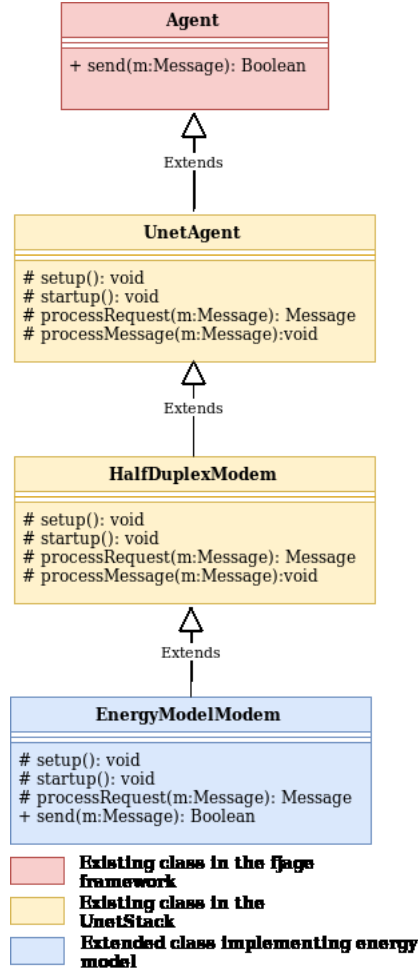 Agent
+ send(m:Message): Boolean
Extends
UnetAgent
# setup(): void
# startup(): void
# processRequest(m:Message): Message
# processMessage(m:Message):void
Extends
HalfDuplexModem
# setup(): void
# startup(): void
# processRequest(m:Message): Message
# processMessage(m:Message):void
Extends
EnergyModelModem
# setup(): void
# startup(): void
# processRequest(m:Message): Message
+ send(m:Message): Boolean
Existing class in the fjage
framework
Existing class in the
UnetStack
Extended class implementing energy
model